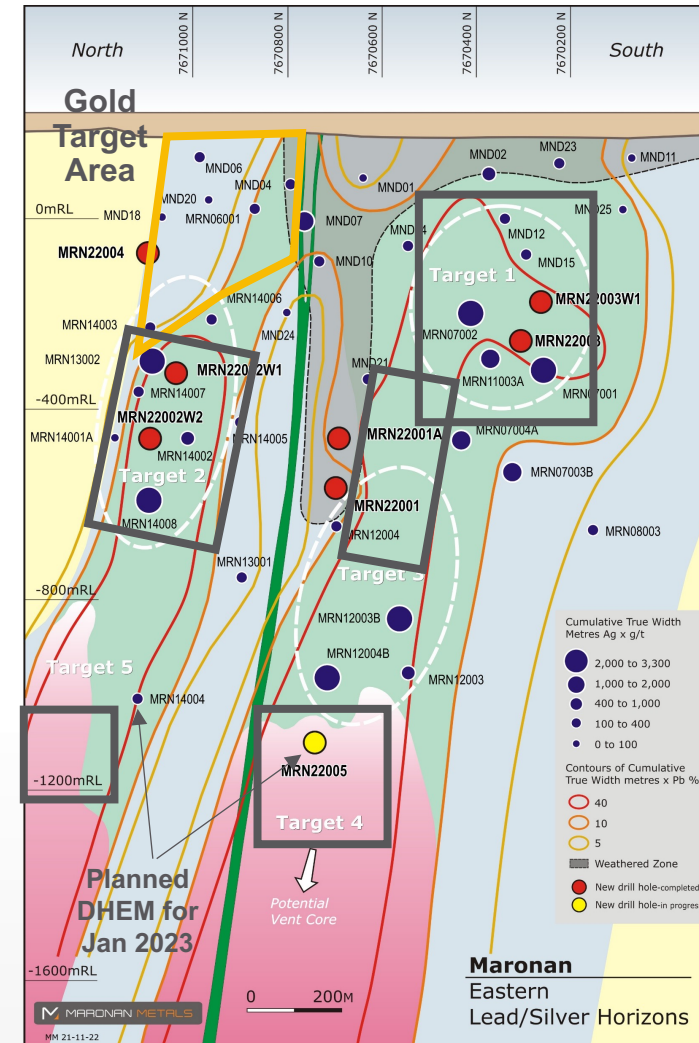 North
7671000 N
7670800 N
7670600 N
7670400 N
7670200 N
South
Gold
Target
Area
MND06
MND20
MND04
MND18
MRN06001
0mRL
MND01
MND02
MND23
MND11
MND07
MND25
MND12
MND15
MND10
MRN22004
Target 1
MRN22003W1
MRN14006
MRN14003
MND24
MRN07002
MRN22003
MRN13002
MND21
MRN11003A
MRN07001
MRN22002W1
MRN14007
-400mRL
MRN22002W2
MRN14001A
MRN14002
MRN14005
MRN22001A
MRN07004A
Target 2
MRN07003B
MRN14008
MRN22001
MRN12004
MRN08003
MRN13001
Target 3
-800mRL
MRN12003B
Target 5
MRN12004B
MRN12003
MRN14004
Cumulative True Width
Metres Ag x g/t
2,000 to 3,300
1,000 to 2,000
400 to 1,000
100 to 400
0 to 100
Contours of Cumulative
True Width metres x Pb %
40
10
5
Weathered Zone
New drill hole-completed
New drill hole-in progres
-1200mRL
MRN22005
Target 4
Planned
DHEM for
Jan 2023
Potential
Vent Core
-1600mRL
0 200M
MARONAN METALS
MM 21-11-22
Maronan
Eastern
Lead/Silver Horizons